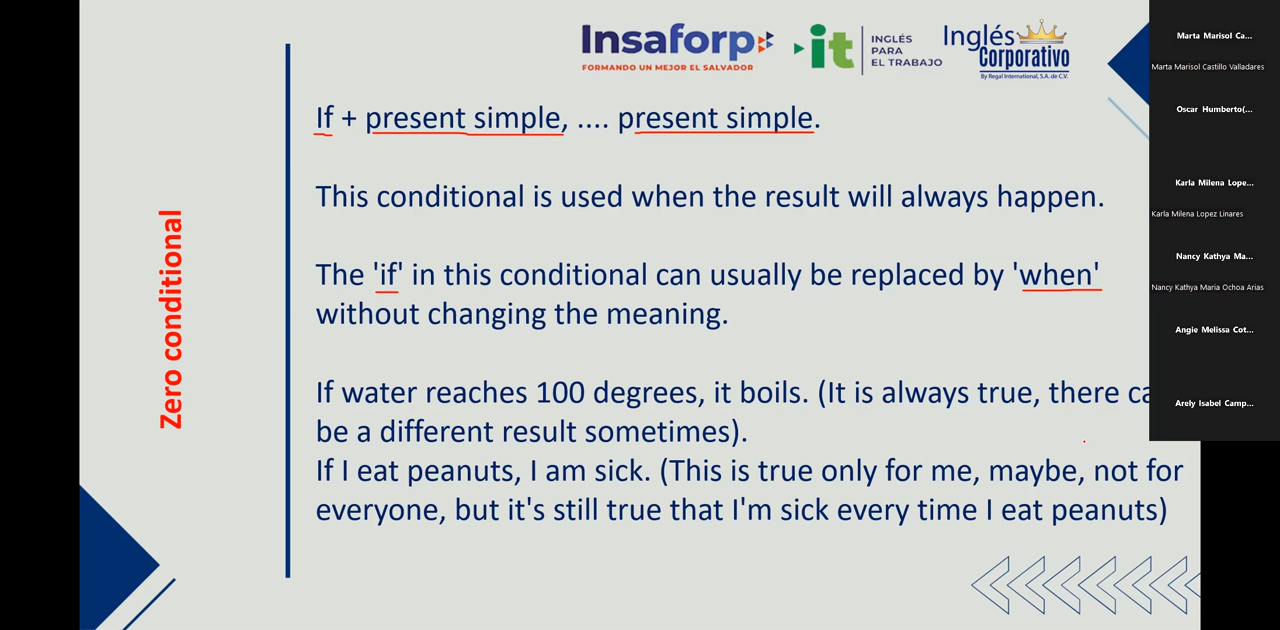 Insaforp
FORMANDO UN MEJOR EL SALVADOR
it
INGLÉS
PARA
EL TRABAJO
Inglés
Corporativo
By Regal International, S.A. de C.V.
Zero conditional
If + present simple, .... present simple.
This conditional is used when the result will always happen.
The 'if' in this conditional can usually be replaced by 'when'
without changing the meaning.
If water reaches 100 degrees, it boils. (It is always true, there
be a different result sometimes).
If I eat peanuts, I am sick. (This is true only for me, maybe, not for
everyone, but it's still true that I'm sick every time I eat peanuts)
Marta Marisol Ca...
Marta Marisol Castillo Valladares
Oscar Humberto(...
Karla Milena Lope...
Karla Milena Lopez Linares
Nancy Kathya Ma...
Nancy Kathya Maria Ochoa Arias
Angie Melissa Cot...
Arely Isabel Camp...